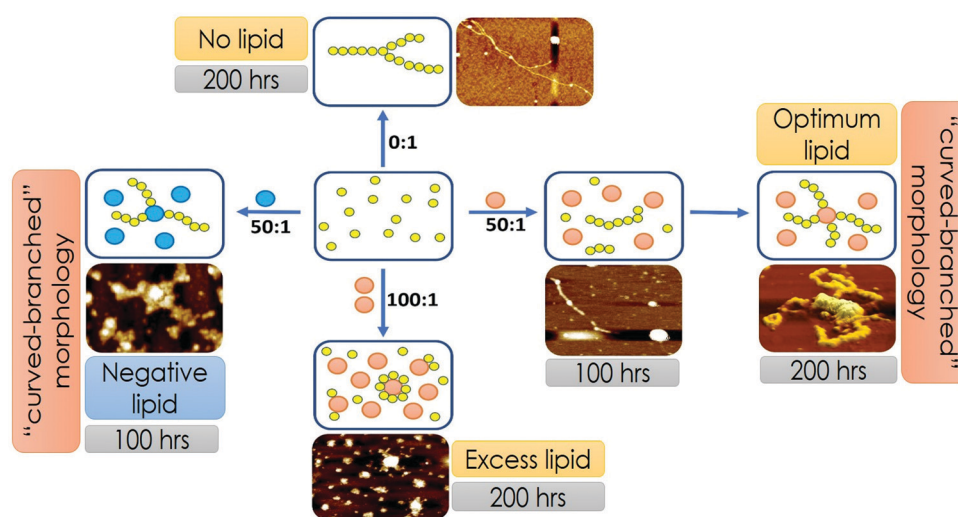 No lipid
200 hrs
0:1
Optimum
lipid
"curved-branched"
morphology
50:1
50:1
"curved-branched"
morphology
100:1
Negative
lipid
100 hrs
100 hrs
200 hrs
Excess lipid
200 hrs